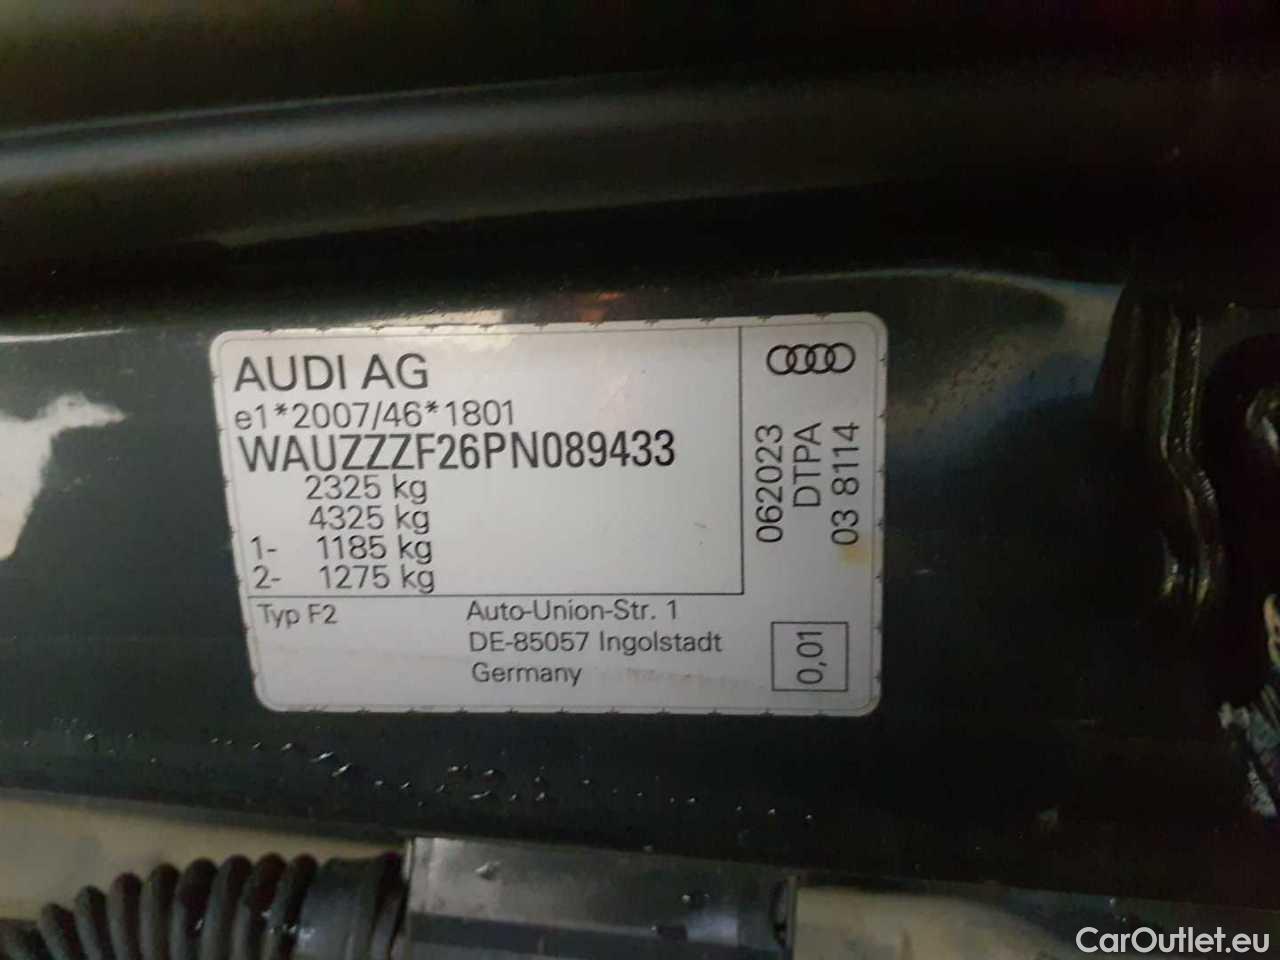 AUDI AG
e1*2007/46*1801
WAUZZZF26PN089433
2325 kg
4325 kg
1- 1185 kg
2- 1275 kg
Typ F2
Auto-Union-Str. 1
DE-85057 Ingolstadt
Germany
062023
DTPA
03 8114
0,01
CarOutlet.eu